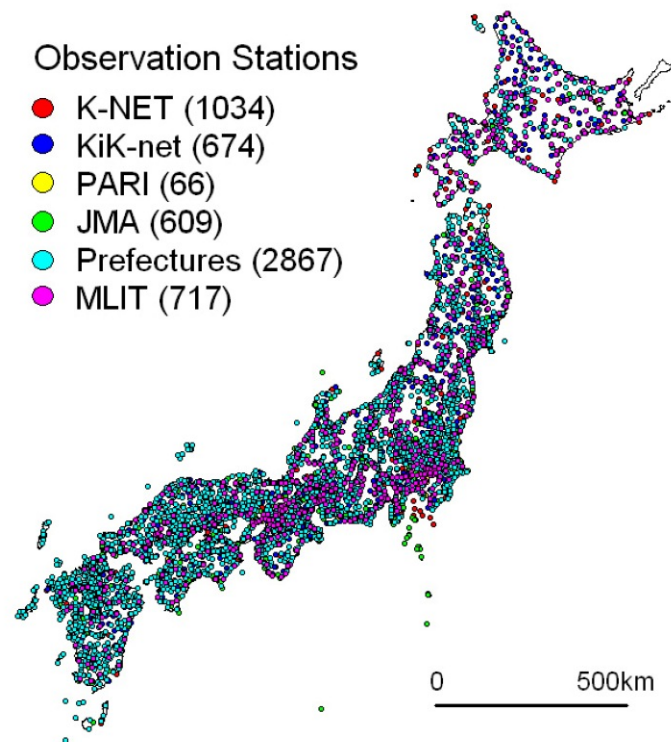 Observation Stations
K-NET (1034)
KiK-net (674)
PARI (66)
JMA (609)
Prefectures (2867)
MLIT (717)
0 500km